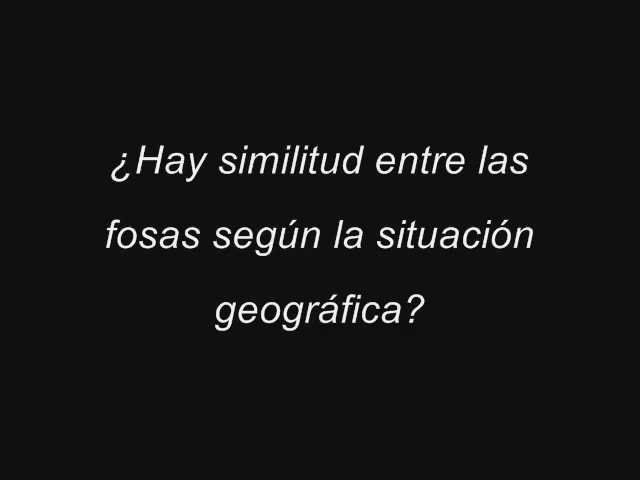 ¿Hay similitud entre las
fosas según la situación
geográfica?